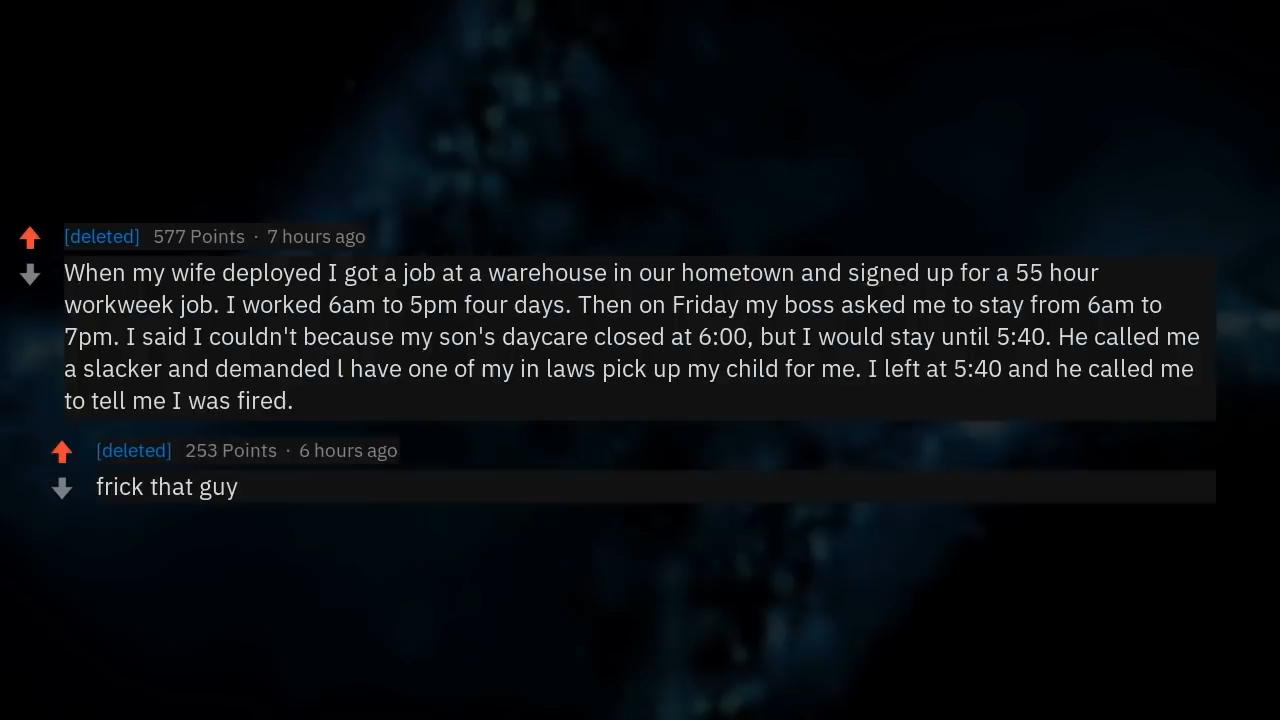 [deleted] 577 Points · 7 hours ago
When my wife deployed I got a job at a warehouse in our hometown and signed up for a 55 hour
workweek job. I worked 6am to 5pm four days. Then on Friday my boss asked me to stay from 6am to
7pm. I said I couldn't because my son's daycare closed at 6:00, but I would stay until 5:40. He called me
a slacker and demanded l have one of my in laws pick up my child for me. I left at 5:40 and he called me
to tell me I was fired.
[deleted] 253 Points · 6 hours ago
frick that guy